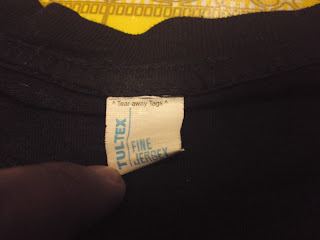 * Tear-away Tags *
TULTEX
FINE
JERSEY